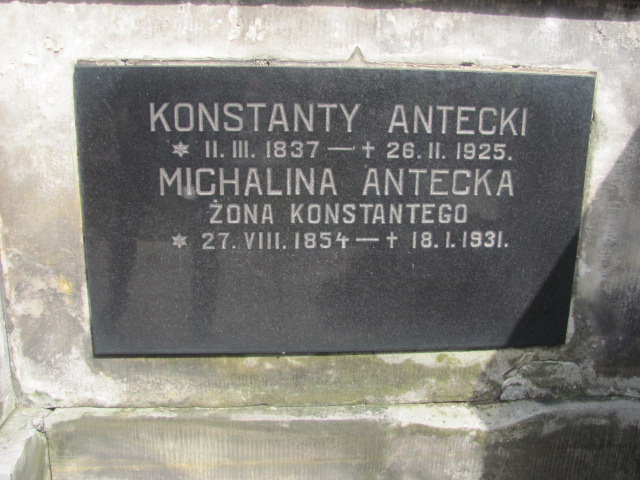 KONSTANTY ANTECKI
* 11. III. 1837 — † 26. II. 1925.
MICHALINA ANTECKA
ŻONA KONSTANTEGO
* 27. VIII. 1854 — † 18. I. 1931.